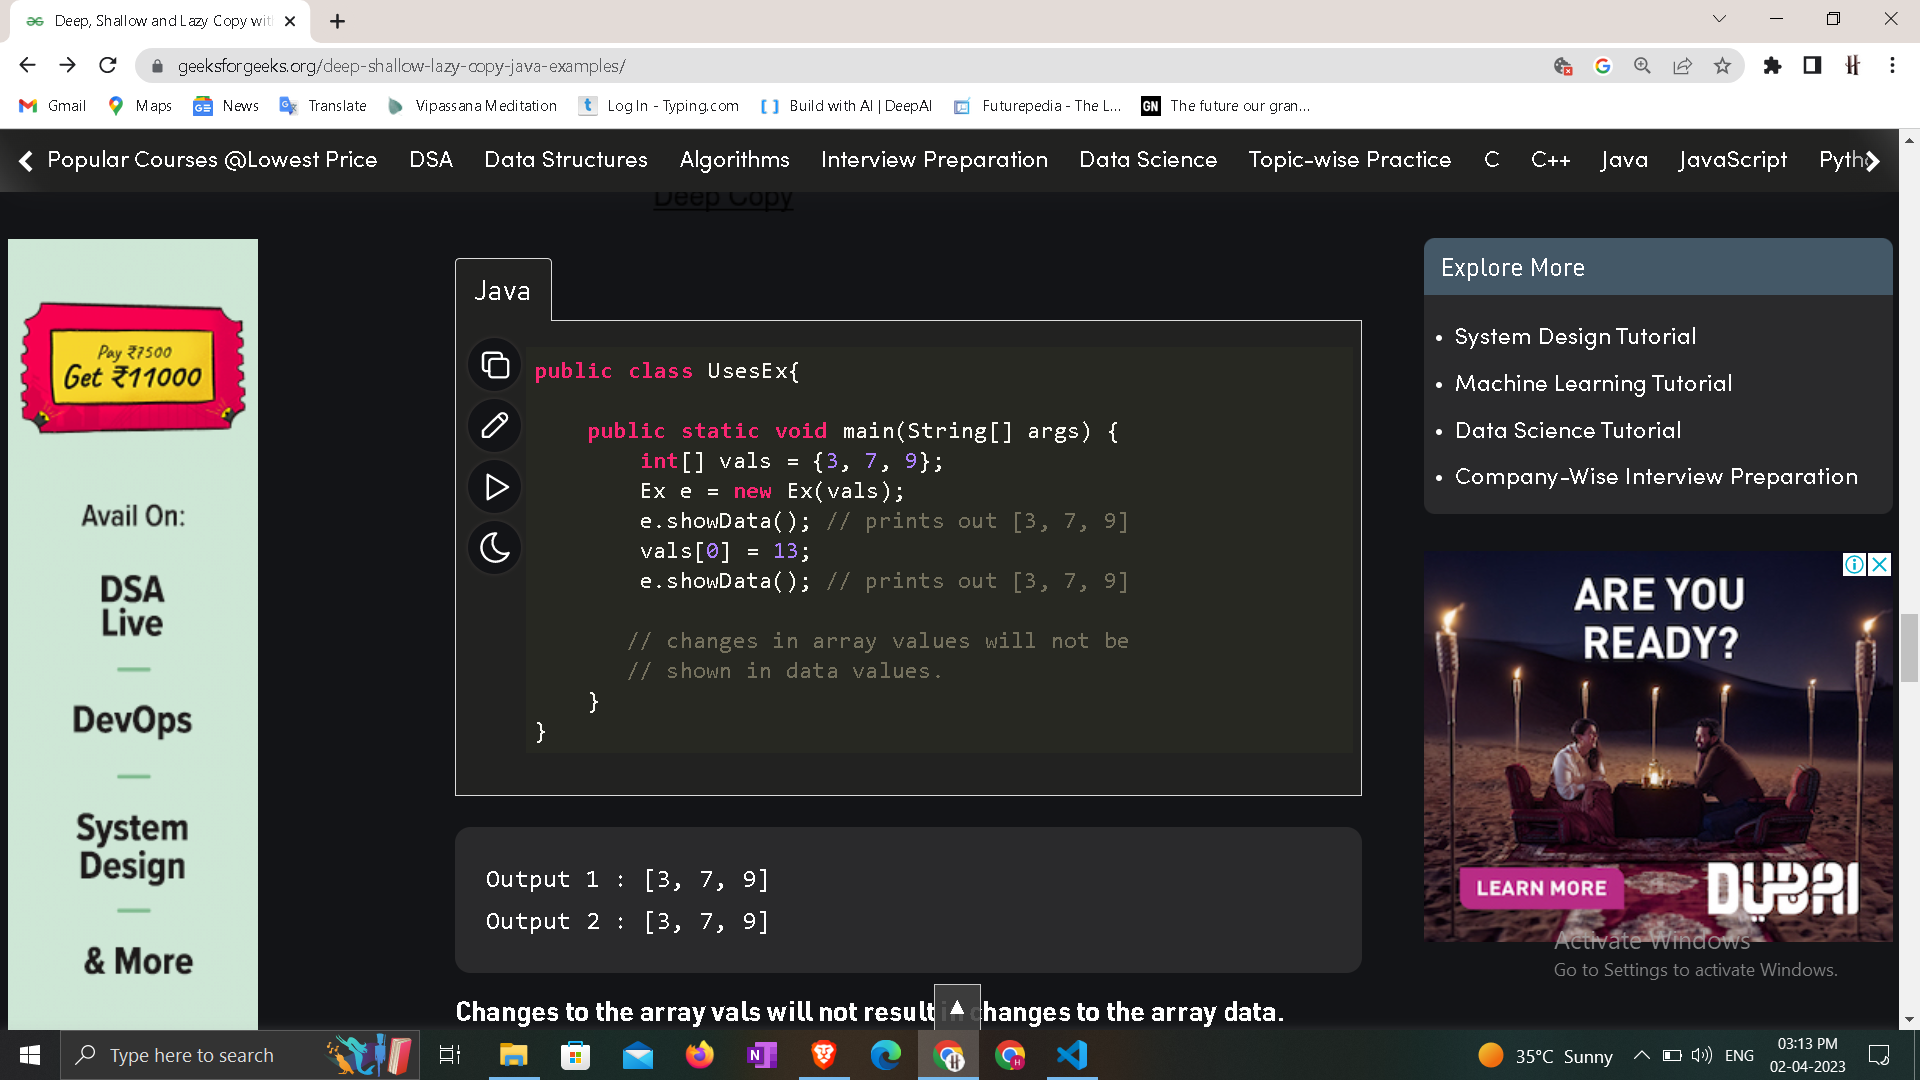 Deep, Shallow and Lazy Copy wit
geeksforgeeks.org/deep-shallow-lazy-copy-java-examples/
Gmail
Maps
News
Translate
Vipassana Meditation
Log In - Typing.com
Build with AI | DeepAI
Futurepedia - The L...
GN The future our gran...
Popular Courses @Lowest Price
DSA
Data Structures
Algorithms
Interview Preparation
Data Science
Topic-wise Practice
C
C++
Java
JavaScript
Pytho
Deep Copy
Pay ₹7500
Get ₹11000
Avail On:
DSA
Live
DevOps
System
Design
& More
Java
public class UsesEx{
public static void main(String[] args) {
int[] vals = {3, 7, 9};
Ex e = new Ex(vals);
e.showData(); // prints out [3, 7, 9]
vals[0] = 13;
e.showData(); // prints out [3, 7, 9]
// changes in array values will not be
// shown in data values.
}
}
Output 1 : [3, 7, 9]
Output 2 : [3, 7, 9]
Changes to the array vals will not result in changes to the array data.
Explore More
System Design Tutorial
Machine Learning Tutorial
Data Science Tutorial
Company-Wise Interview Preparation
ARE YOU
READY?
LEARN MORE
DUBAI
Activate Windows
Go to Settings to activate Windows.
Type here to search
35°C Sunny
ENG
03:13 PM
02-04-2023